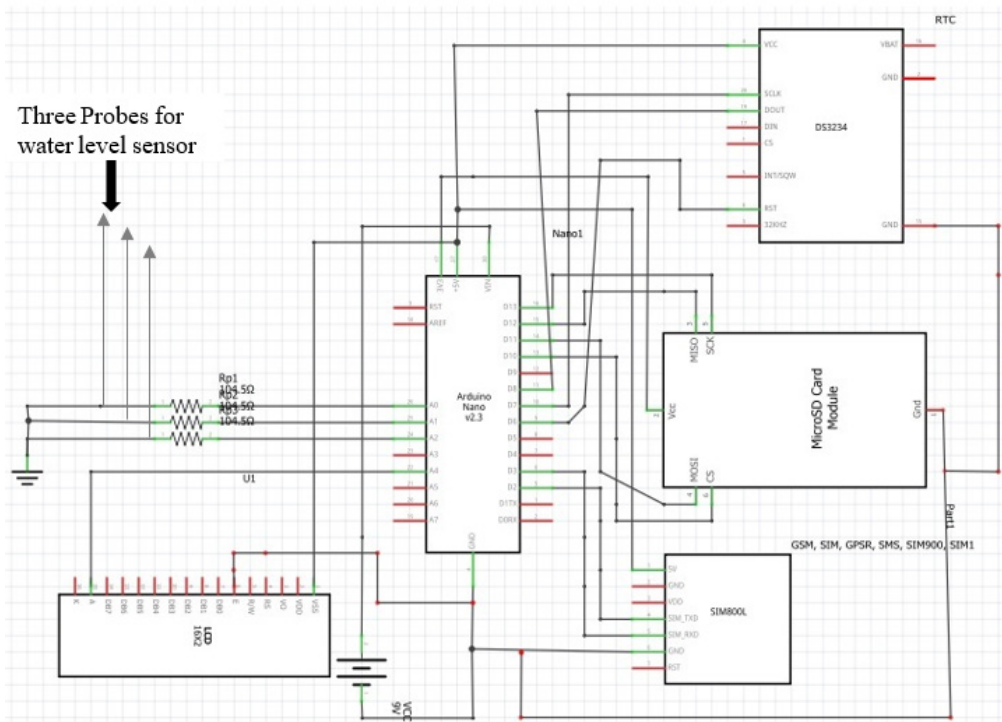 RTC
VCC
VBAT
GND
SCLK
DOUT
DIN
CS
DS3234
INT/SQW
RST
32KHZ
GND
Three Probes for
water level sensor
Nano1
3V3
+5V
VIN
RST
AREF
D13
D12
D11
D10
D9
D8
D7
D6
D5
D4
D3
D2
D1TX
D0RX
Arduino
Nano
v2.3
A0
A1
A2
A3
A4
A5
A6
A7
GND
Rp1
104.5Ω
Rp2
104.5Ω
Rp3
104.5Ω
U1
MISO
SCK
Vcc
MicroSD Card
Module
Gnd
MOSI
CS
Part1
GSM, SIM, GPSR, SMS, SIM900, SIM1
5V
GND
VDD
SIM_TXD
SIM_RXD
GND
RST
SIM800L
K
A
DB7
DB6
DB5
DB4
DB3
DB2
DB1
DB0
E
R/W
RS
VO
VDD
VSS
16X2
VCC
9V